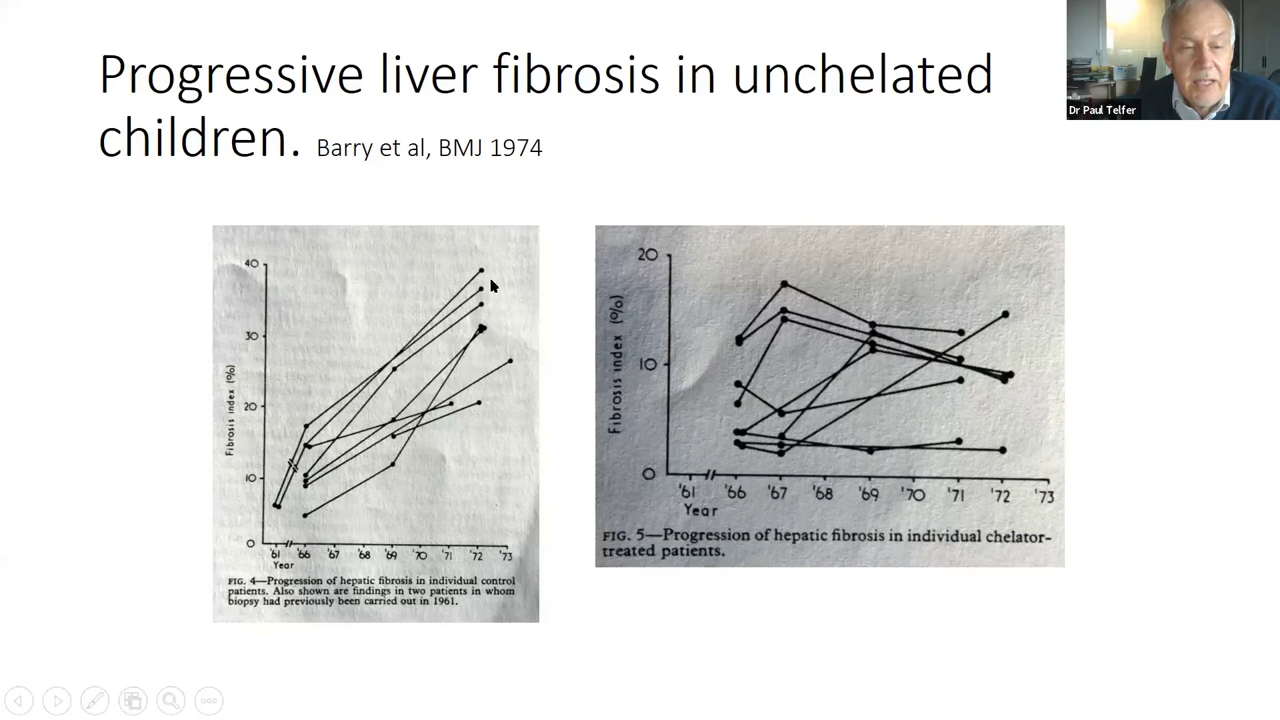 Progressive liver fibrosis in unchelated
children. Barry et al, BMJ 1974
Dr Paul Telfer
40
30
20
10
0
Fibrosis index (%)
'61 '66 '67 '68 '69 '70 '71 '72 '73
Year
FIG. 4—Progression of hepatic fibrosis in individual control
patients. Also shown are findings in two patients in whom
biopsy had previously been carried out in 1961.
20
10
0
Fibrosis index (%)
'61 '66 '67 '68 '69 '70 '71 '72 '73
Year
FIG. 5—Progression of hepatic fibrosis in individual chelator-
treated patients.